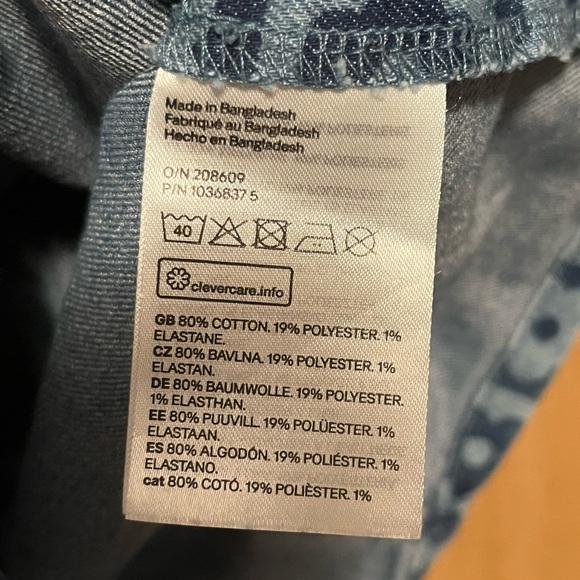 Made in Bangladesh
Fabriqué au Bangladesh
Hecho en Bangladesh
O/N 208609
P/N 1036837 5
40
clevercare.info
GB 80% COTTON. 19% POLYESTER. 1%
ELASTANE.
CZ 80% BAVLNA. 19% POLYESTER. 1%
ELASTAN.
DE 80% BAUMWOLLE. 19% POLYESTER.
1% ELASTHAN.
EE 80% PUUVILL. 19% POLÜESTER. 1%
ELASTAAN.
ES 80% ALGODÓN. 19% POLIÉSTER. 1%
ELASTANO.
cat 80% COTÓ. 19% POLIÈSTER. 1%